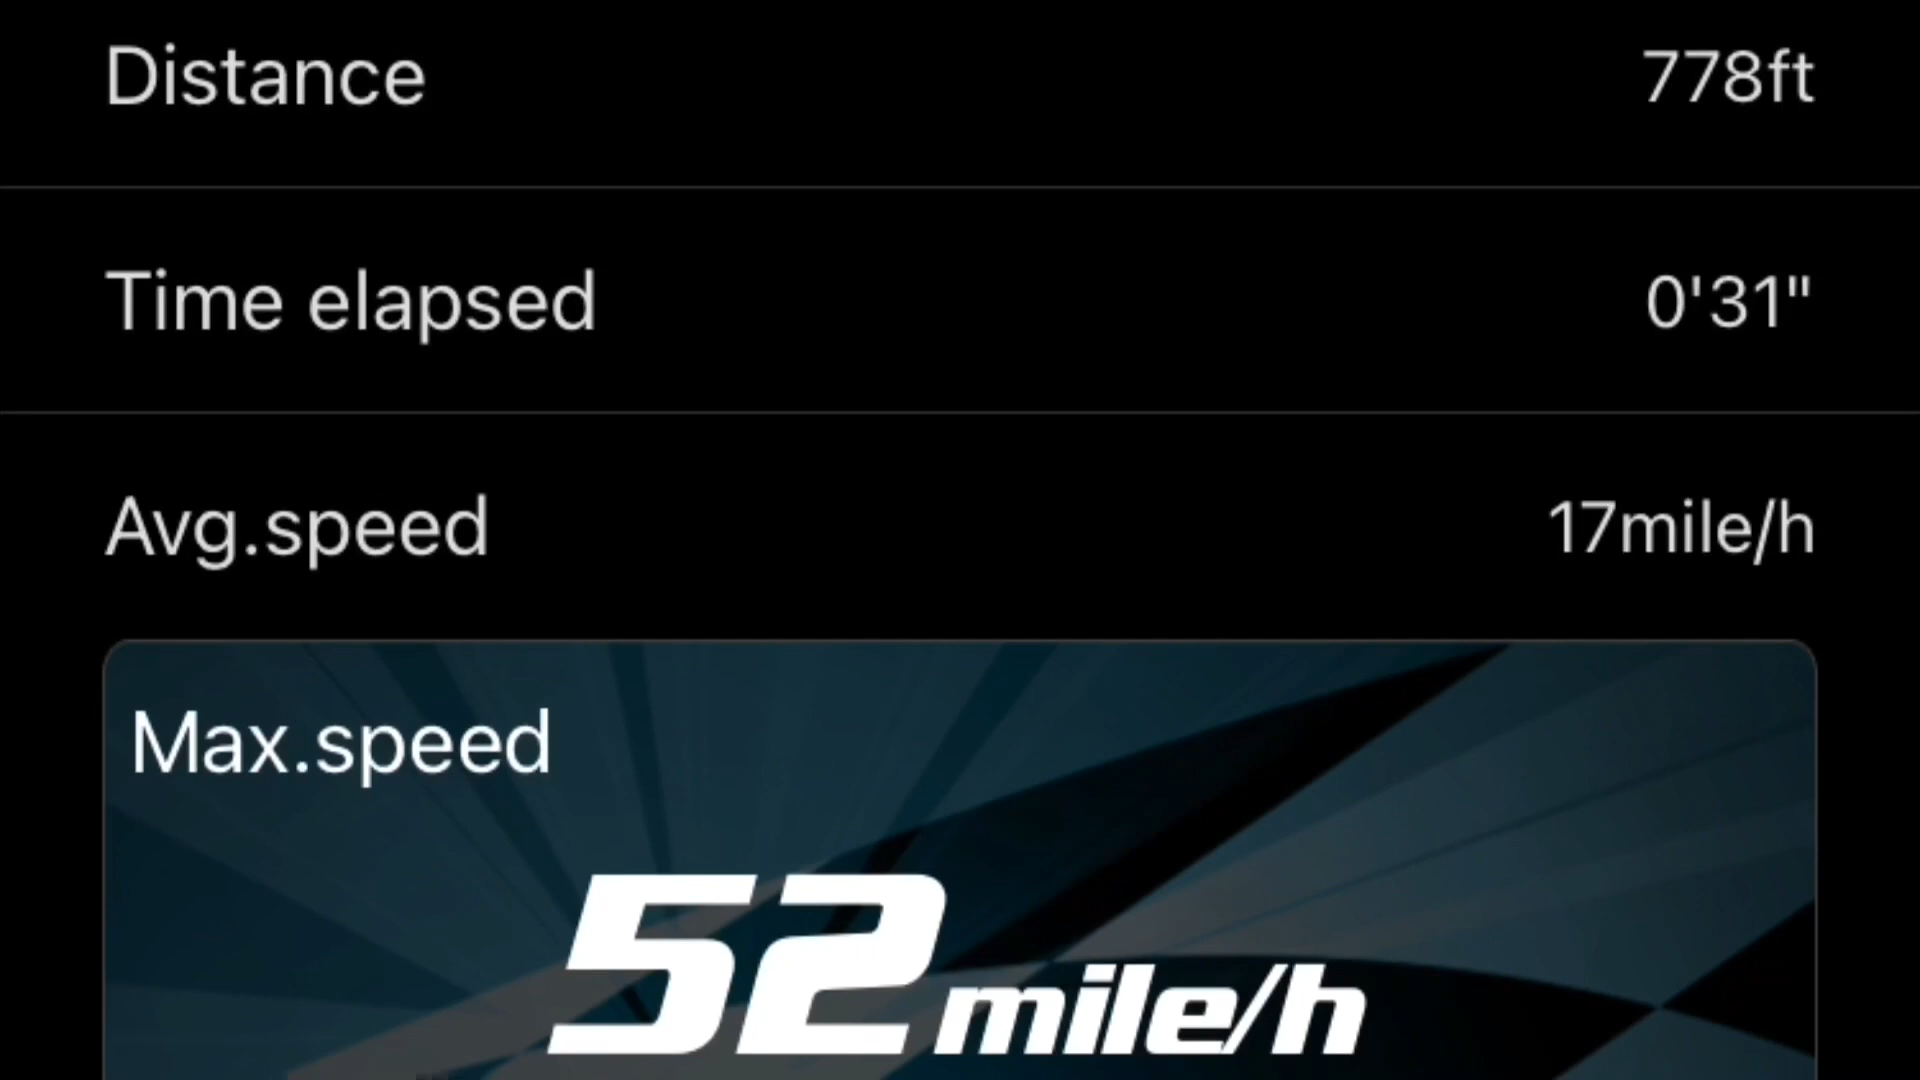 Distance 778ft
Time elapsed 0'31"
Avg.speed 17mile/h
Max.speed
52mile/h